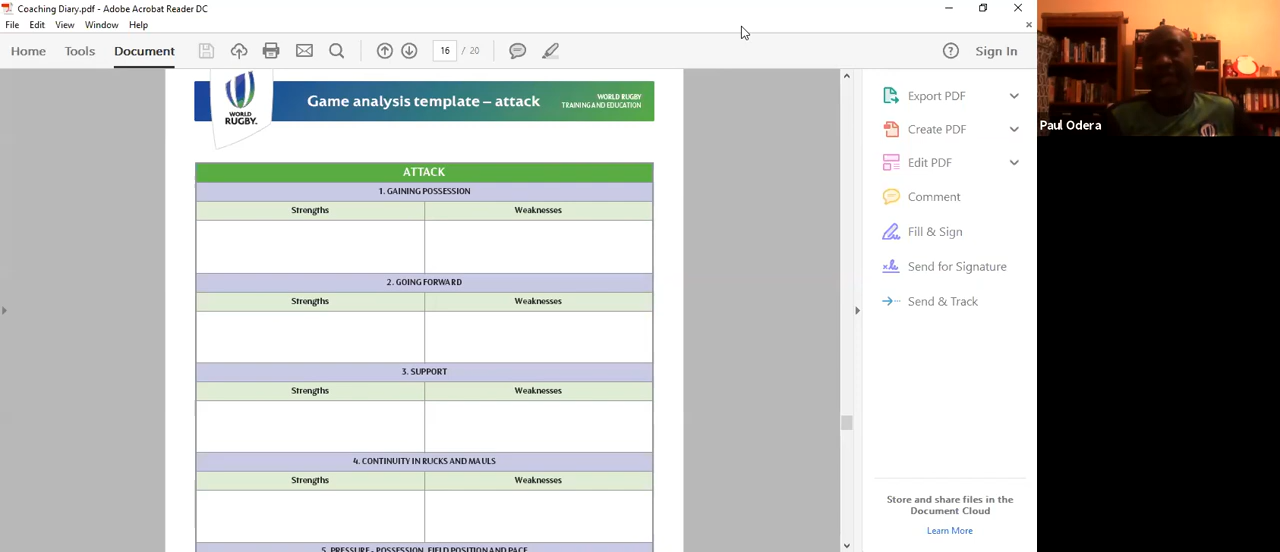 Coaching Diary.pdf - Adobe Acrobat Reader DC
File Edit View Window Help
Home Tools Document 16 / 20 Sign In
WORLD RUGBY.
Game analysis template – attack
WORLD RUGBY
TRAINING AND EDUCATION
ATTACK
1. GAINING POSSESSION
Strengths Weaknesses
2. GOING FORWARD
Strengths Weaknesses
3. SUPPORT
Strengths Weaknesses
4. CONTINUITY IN RUCKS AND MAULS
Strengths Weaknesses
5. PRESSURE - POSSESSION, FIELD POSITION AND PACE
Export PDF
Create PDF
Edit PDF
Comment
Fill & Sign
Send for Signature
Send & Track
Store and share files in the
Document Cloud
Learn More
Paul Odera